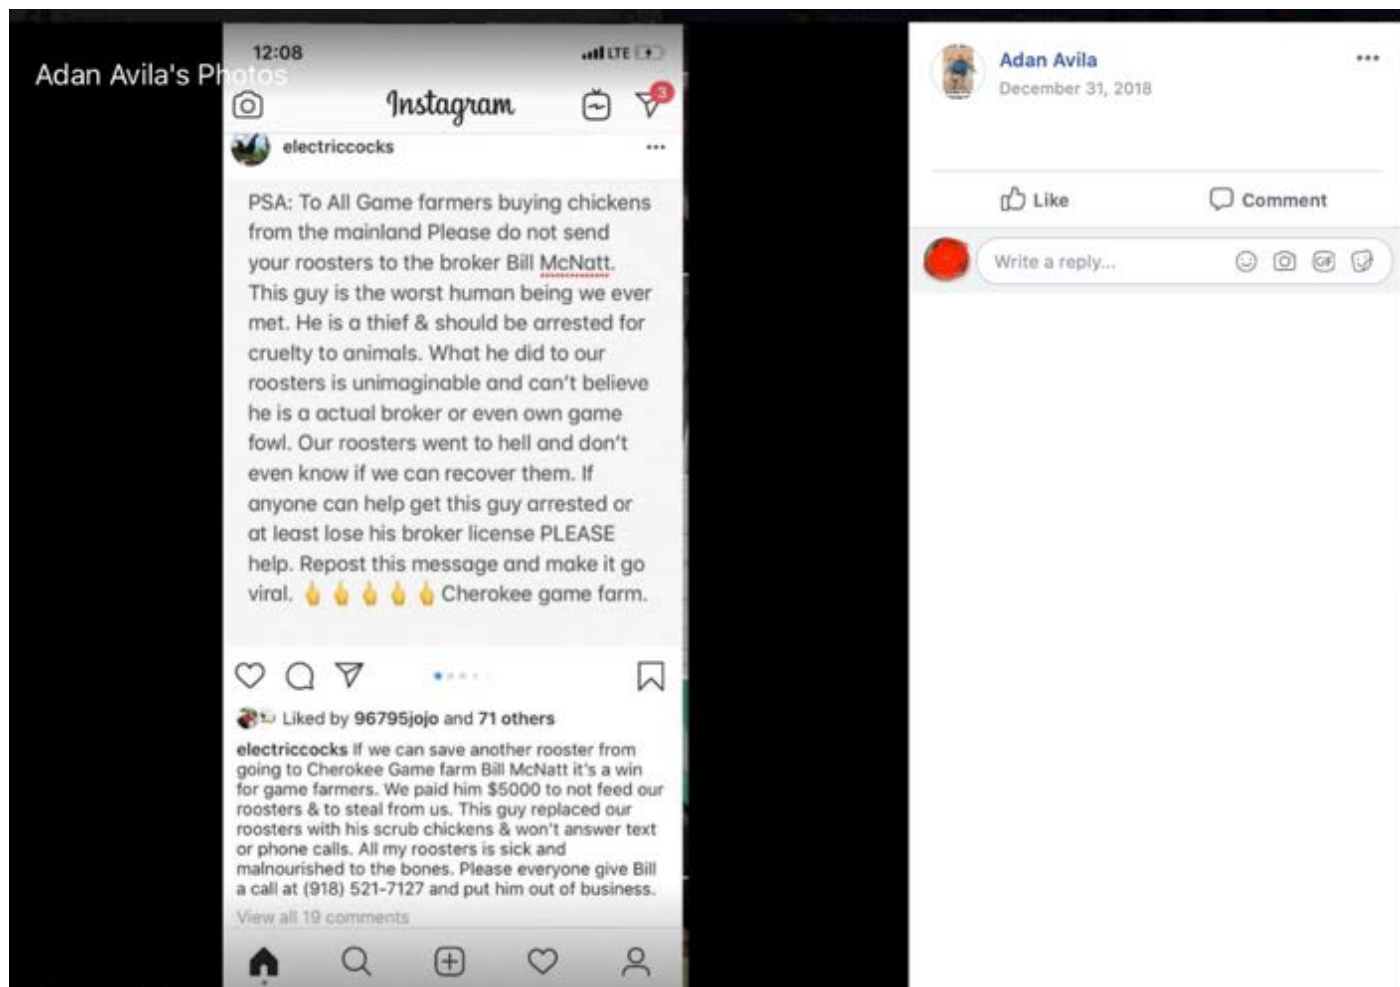 Adan Avila's Photos
12:08
LTE
Instagram
3
electriccocks
PSA: To All Game farmers buying chickens
from the mainland Please do not send
your roosters to the broker Bill McNatt.
This guy is the worst human being we ever
met. He is a thief & should be arrested for
cruelty to animals. What he did to our
roosters is unimaginable and can't believe
he is a actual broker or even own game
fowl. Our roosters went to hell and don't
even know if we can recover them. If
anyone can help get this guy arrested or
at least lose his broker license PLEASE
help. Repost this message and make it go
viral. 🖕🖕🖕🖕🖕 Cherokee game farm.
Liked by 96795jojo and 71 others
electriccocks If we can save another rooster from
going to Cherokee Game farm Bill McNatt it's a win
for game farmers. We paid him $5000 to not feed our
roosters & to steal from us. This guy replaced our
roosters with his scrub chickens & won't answer text
or phone calls. All my roosters is sick and
malnourished to the bones. Please everyone give Bill
a call at (918) 521-7127 and put him out of business.
View all 19 comments
Adan Avila
December 31, 2018
Like
Comment
Write a reply...
GIF